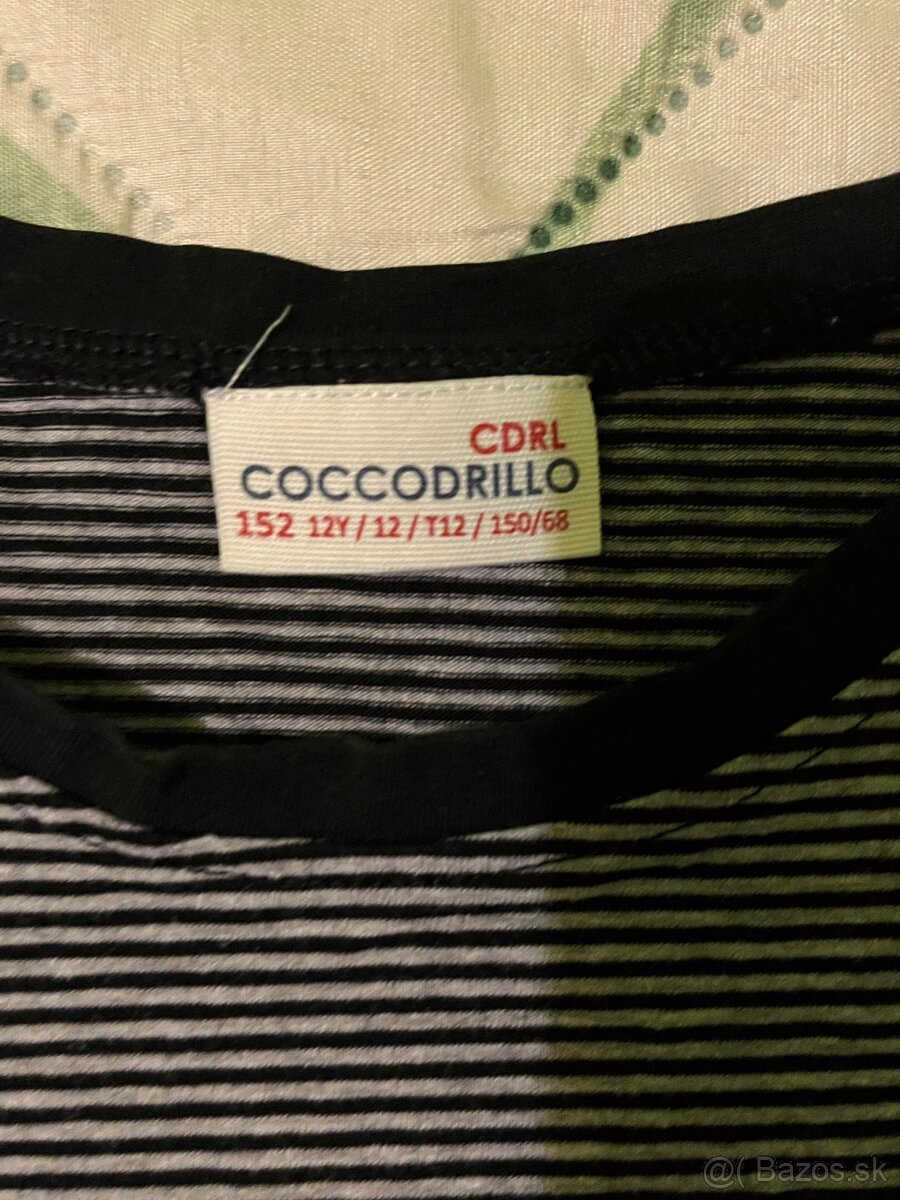 CDRL
COCCODRILLO
152 12Y / 12 / T12 / 150/68
@( Bazos.sk